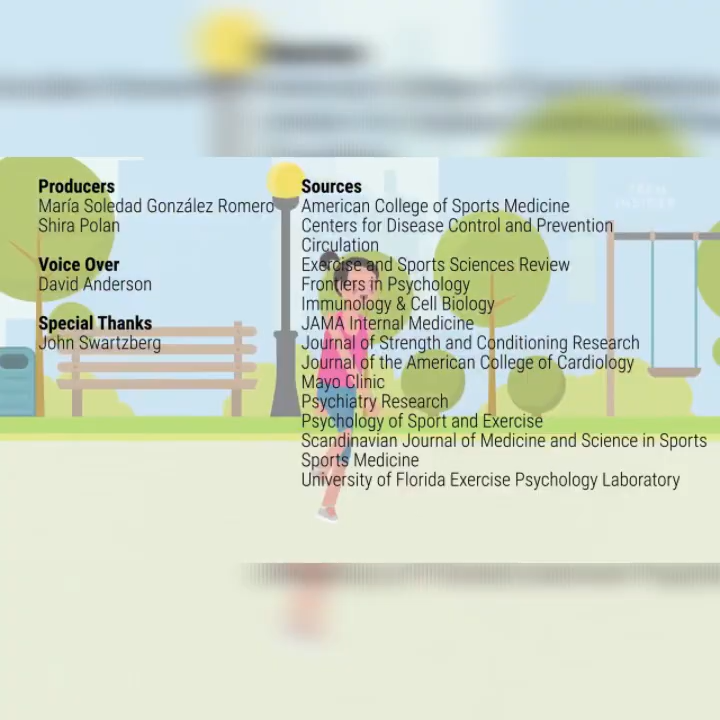 Producers
María Soledad González Romero
Shira Polan
Voice Over
David Anderson
Special Thanks
John Swartzberg
Sources
American College of Sports Medicine
Centers for Disease Control and Prevention
Circulation
Exercise and Sports Sciences Review
Frontiers in Psychology
Immunology & Cell Biology
JAMA Internal Medicine
Journal of Strength and Conditioning Research
Journal of the American College of Cardiology
Mayo Clinic
Psychiatry Research
Psychology of Sport and Exercise
Scandinavian Journal of Medicine and Science in Sports
Sports Medicine
University of Florida Exercise Psychology Laboratory